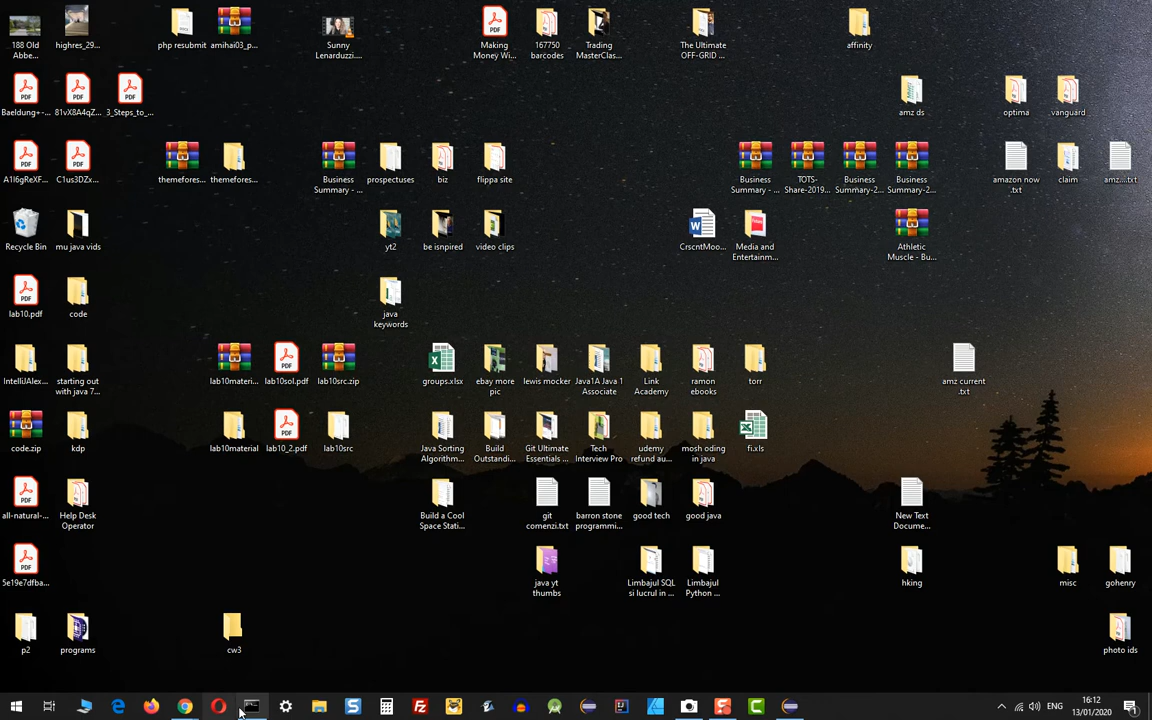 188 Old
Abbe...
highres_29...
php resubmit
amihai03_p...
Sunny
Lenarduzzi....
Making
Money Wi...
167750
barcodes
Trading
MasterClas...
The Ultimate
OFF-GRID ...
affinity
Baeldung+-...
81vX8A4qZ...
3_Steps_to_...
amz ds
optima
vanguard
A1l6gReXF...
C1us3DZx...
themefores...
themefores...
Business
Summary - ...
prospectuses
biz
flippa site
Business
Summary - ...
TOTS-
Share-2019...
Business
Summary-2...
Business
Summary-2...
amazon now
.txt
claim
amz....txt
Recycle Bin
mu java vids
yt2
be isnpired
video clips
CrscntMoo...
Media and
Entertainm...
Athletic
Muscle - Bu...
lab10.pdf
code
java
keywords
IntelliJAlex...
starting out
with java 7...
lab10materi...
lab10sol.pdf
lab10src.zip
groups.xlsx
ebay more
pic
lewis mocker
Java1A Java 1
Associate
Link
Academy
ramon
ebooks
torr
amz current
.txt
code.zip
kdp
lab10material
lab10_2.pdf
lab10src
Java Sorting
Algorithm...
Build
Outstandi...
Git Ultimate
Essentials ...
Tech
Interview Pro
udemy
refund au...
mosh oding
in java
fi.xls
all-natural-...
Help Desk
Operator
Build a Cool
Space Stati...
git
comenzi.txt
barron stone
programmi...
good tech
good java
New Text
Docume...
5e19e7dfba...
java yt
thumbs
Limbajul SQL
si lucrul in ...
Limbajul
Python ...
hking
misc
gohenry
p2
programs
cw3
photo ids
ENG
16:12
13/01/2020